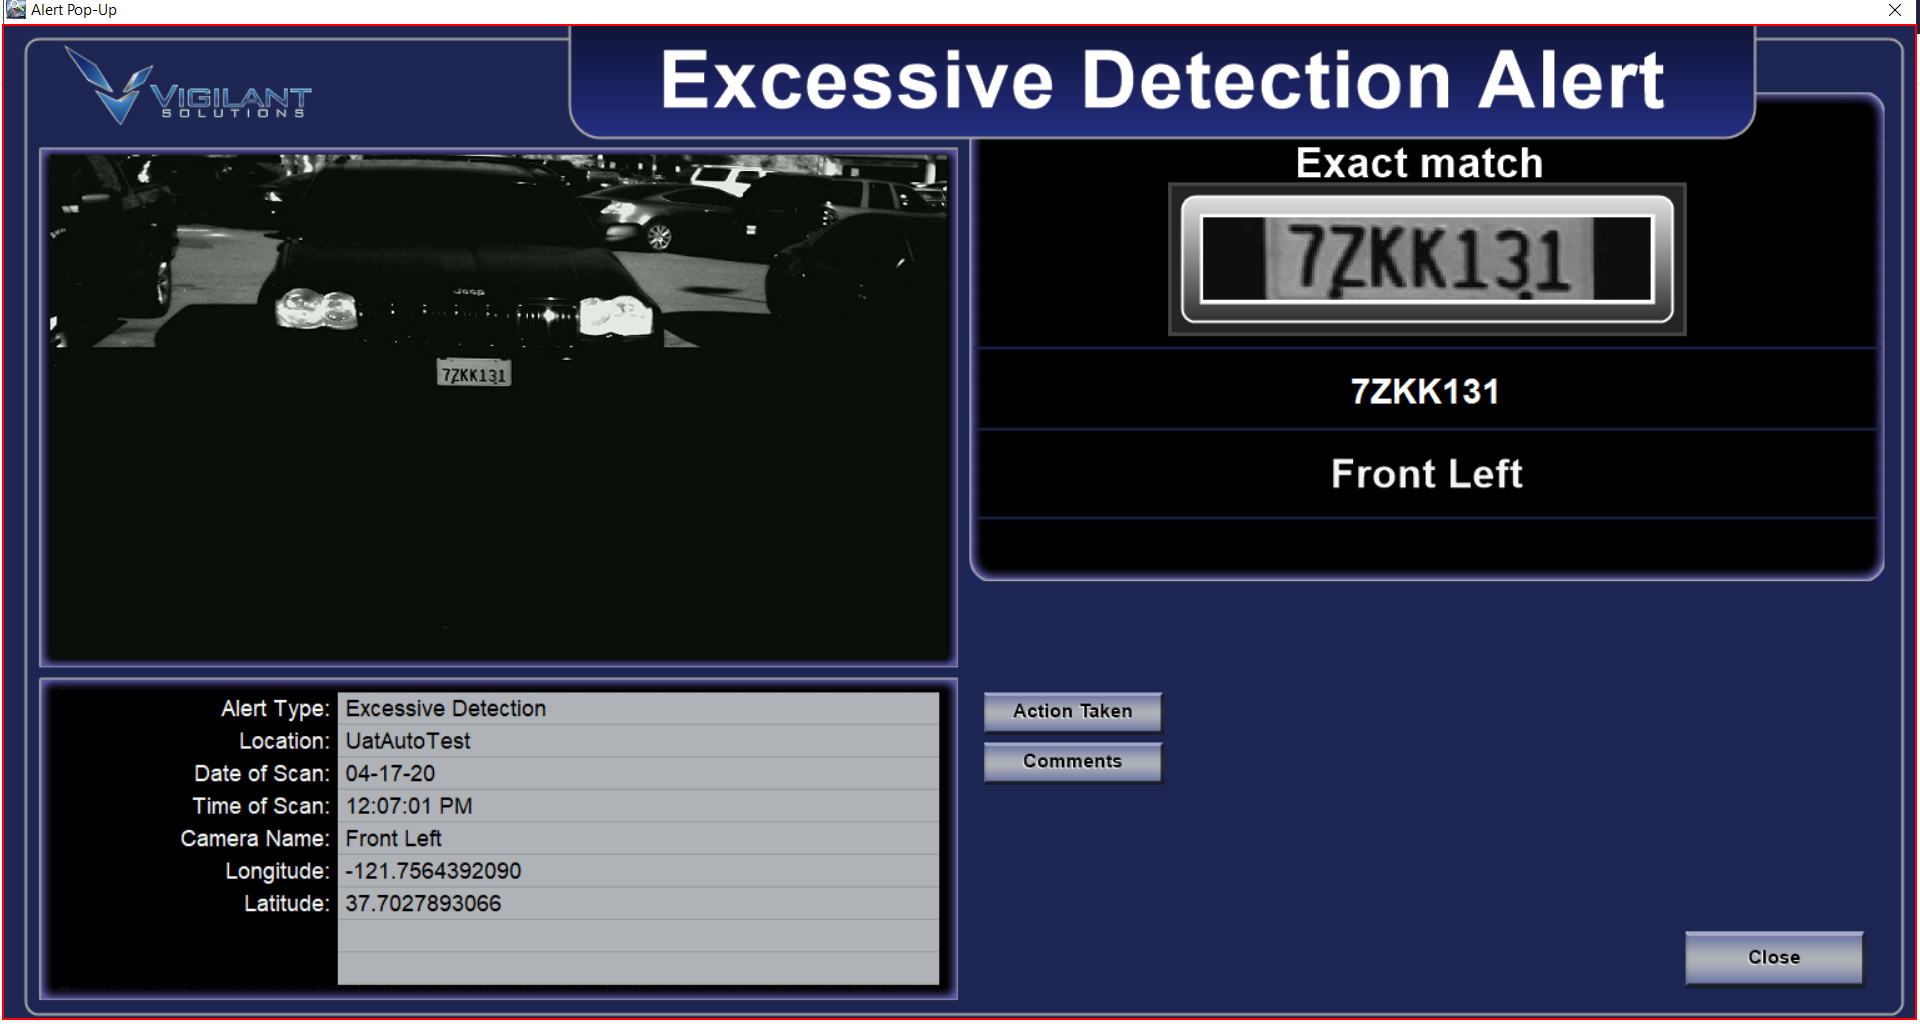 Alert Pop-Up
VIGILANT
SOLUTIONS
Excessive Detection Alert
Jeep
7ZKK131
Exact match
7ZKK131
7ZKK131
Front Left
Alert Type: Excessive Detection
Location: UatAutoTest
Date of Scan: 04-17-20
Time of Scan: 12:07:01 PM
Camera Name: Front Left
Longitude: -121.7564392090
Latitude: 37.7027893066
Action Taken
Comments
Close